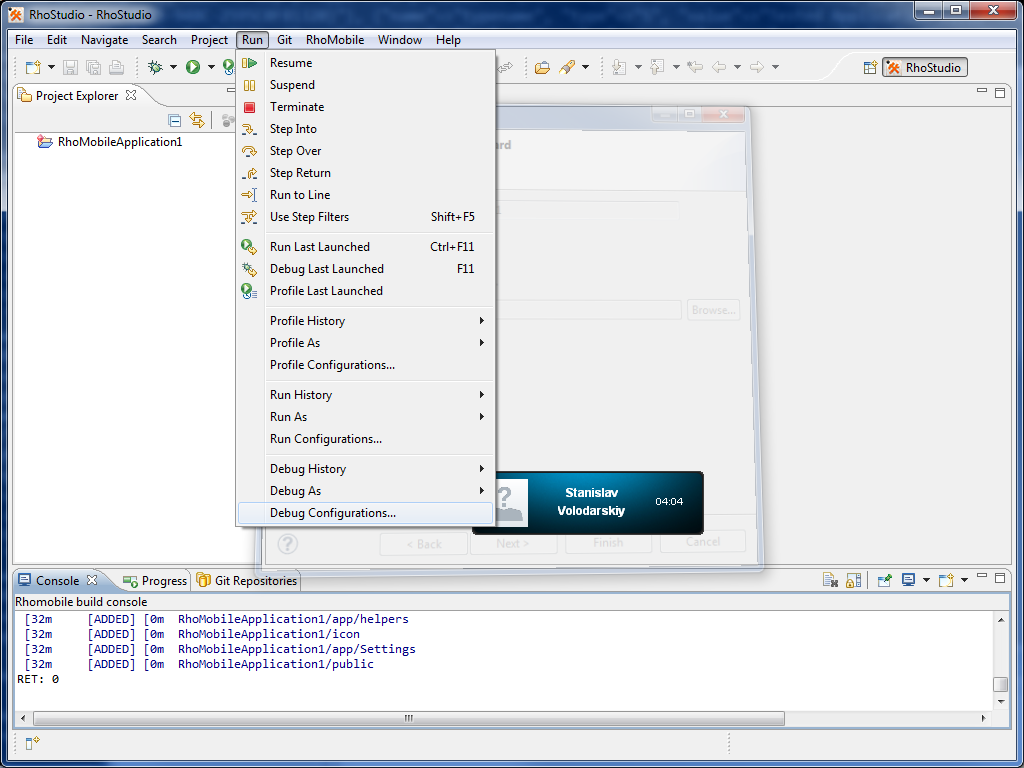 RhoStudio - RhoStudio
File Edit Navigate Search Project Run Git RhoMobile Window Help
RhoStudio
Project Explorer
RhoMobileApplication1
Resume
Suspend
Terminate
Step Into
Step Over
Step Return
Run to Line
Use Step Filters Shift+F5
Run Last Launched Ctrl+F11
Debug Last Launched F11
Profile Last Launched
Profile History
Profile As
Profile Configurations...
Run History
Run As
Run Configurations...
Debug History
Debug As
Debug Configurations...
Browse...
Stanislav
Volodarskiy
04:04
< Back Next > Finish Cancel
Console Progress Git Repositories
Rhomobile build console
[32m [ADDED] [0m RhoMobileApplication1/app/helpers
[32m [ADDED] [0m RhoMobileApplication1/icon
[32m [ADDED] [0m RhoMobileApplication1/app/Settings
[32m [ADDED] [0m RhoMobileApplication1/public
RET: 0